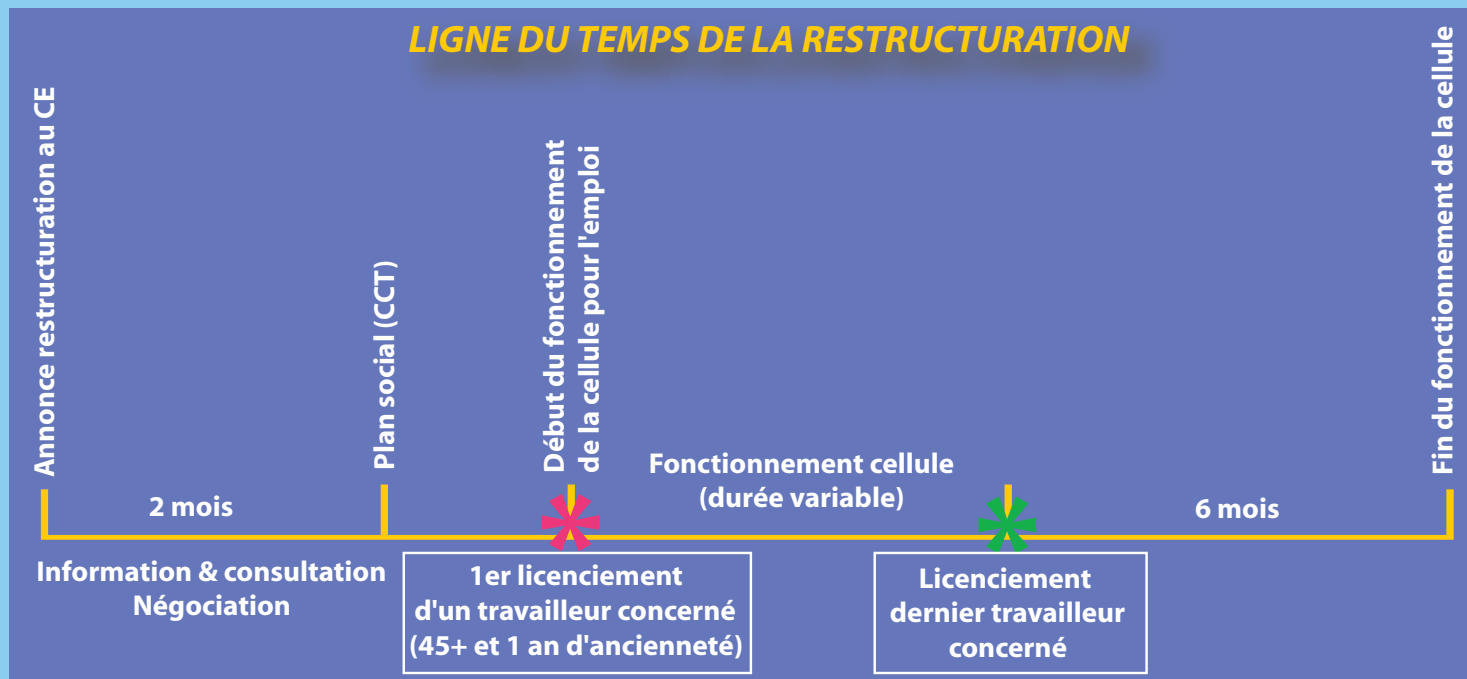 LIGNE DU TEMPS DE LA RESTRUCTURATION
Annonce restructuration au CE
Plan social (CCT)
Début du fonctionnement
de la cellule pour l'emploi
Fin du fonctionnement de la cellule
2 mois
Fonctionnement cellule
(durée variable)
6 mois
Information & consultation
Négociation
1er licenciement
d'un travailleur concerné
(45+ et 1 an d'ancienneté)
Licenciement
dernier travailleur
concerné